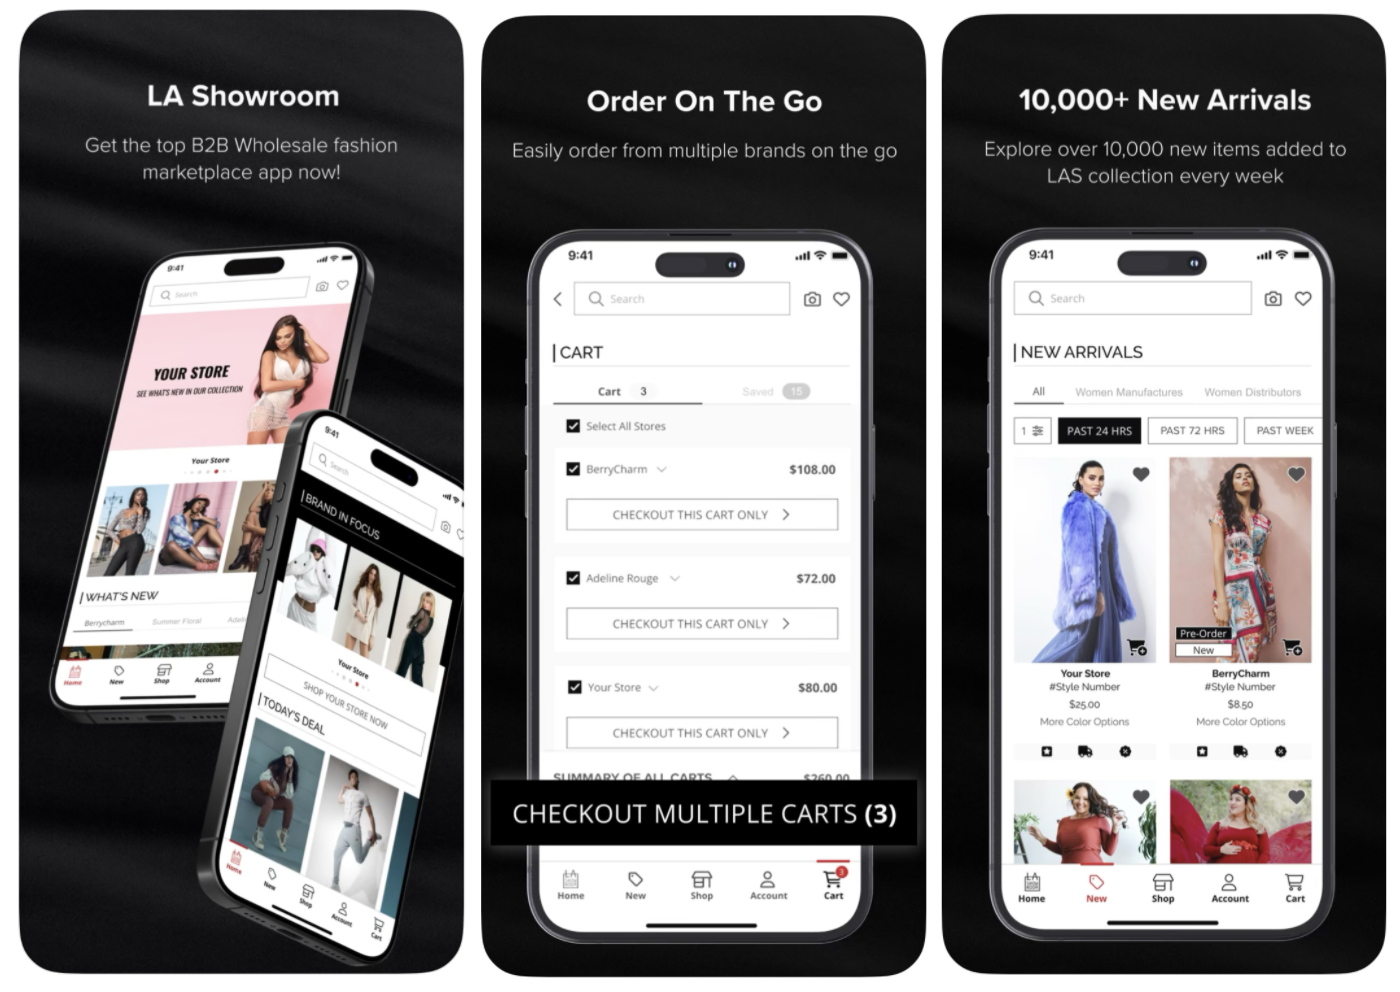 LA Showroom
Get the top B2B Wholesale fashion
marketplace app now!
9:41
Search
YOUR STORE
SEE WHAT'S NEW IN OUR COLLECTION
Your Store
WHAT'S NEW
Berrycharm Summer Floral
Home New Shop Account
9:41
Search
BRAND IN FOCUS
Your Store
SHOP YOUR STORE NOW
TODAY'S DEAL
Home New Shop Account Cart
Order On The Go
Easily order from multiple brands on the go
9:41
Search
CART
Cart 3 Saved 15
Select All Stores
BerryCharm $108.00
CHECKOUT THIS CART ONLY
Adeline Rouge $72.00
CHECKOUT THIS CART ONLY
Your Store $80.00
CHECKOUT THIS CART ONLY
SUMMARY OF ALL CARTS $260.00
CHECKOUT MULTIPLE CARTS (3)
3
Home New Shop Account Cart
10,000+ New Arrivals
Explore over 10,000 new items added to
LAS collection every week
9:41
Search
NEW ARRIVALS
All Women Manufactures Women Distributors
1 PAST 24 HRS PAST 72 HRS PAST WEEK
Pre-Order
New
Your Store BerryCharm
#Style Number #Style Number
$25.00 $8.50
More Color Options More Color Options
Home New Shop Account Cart